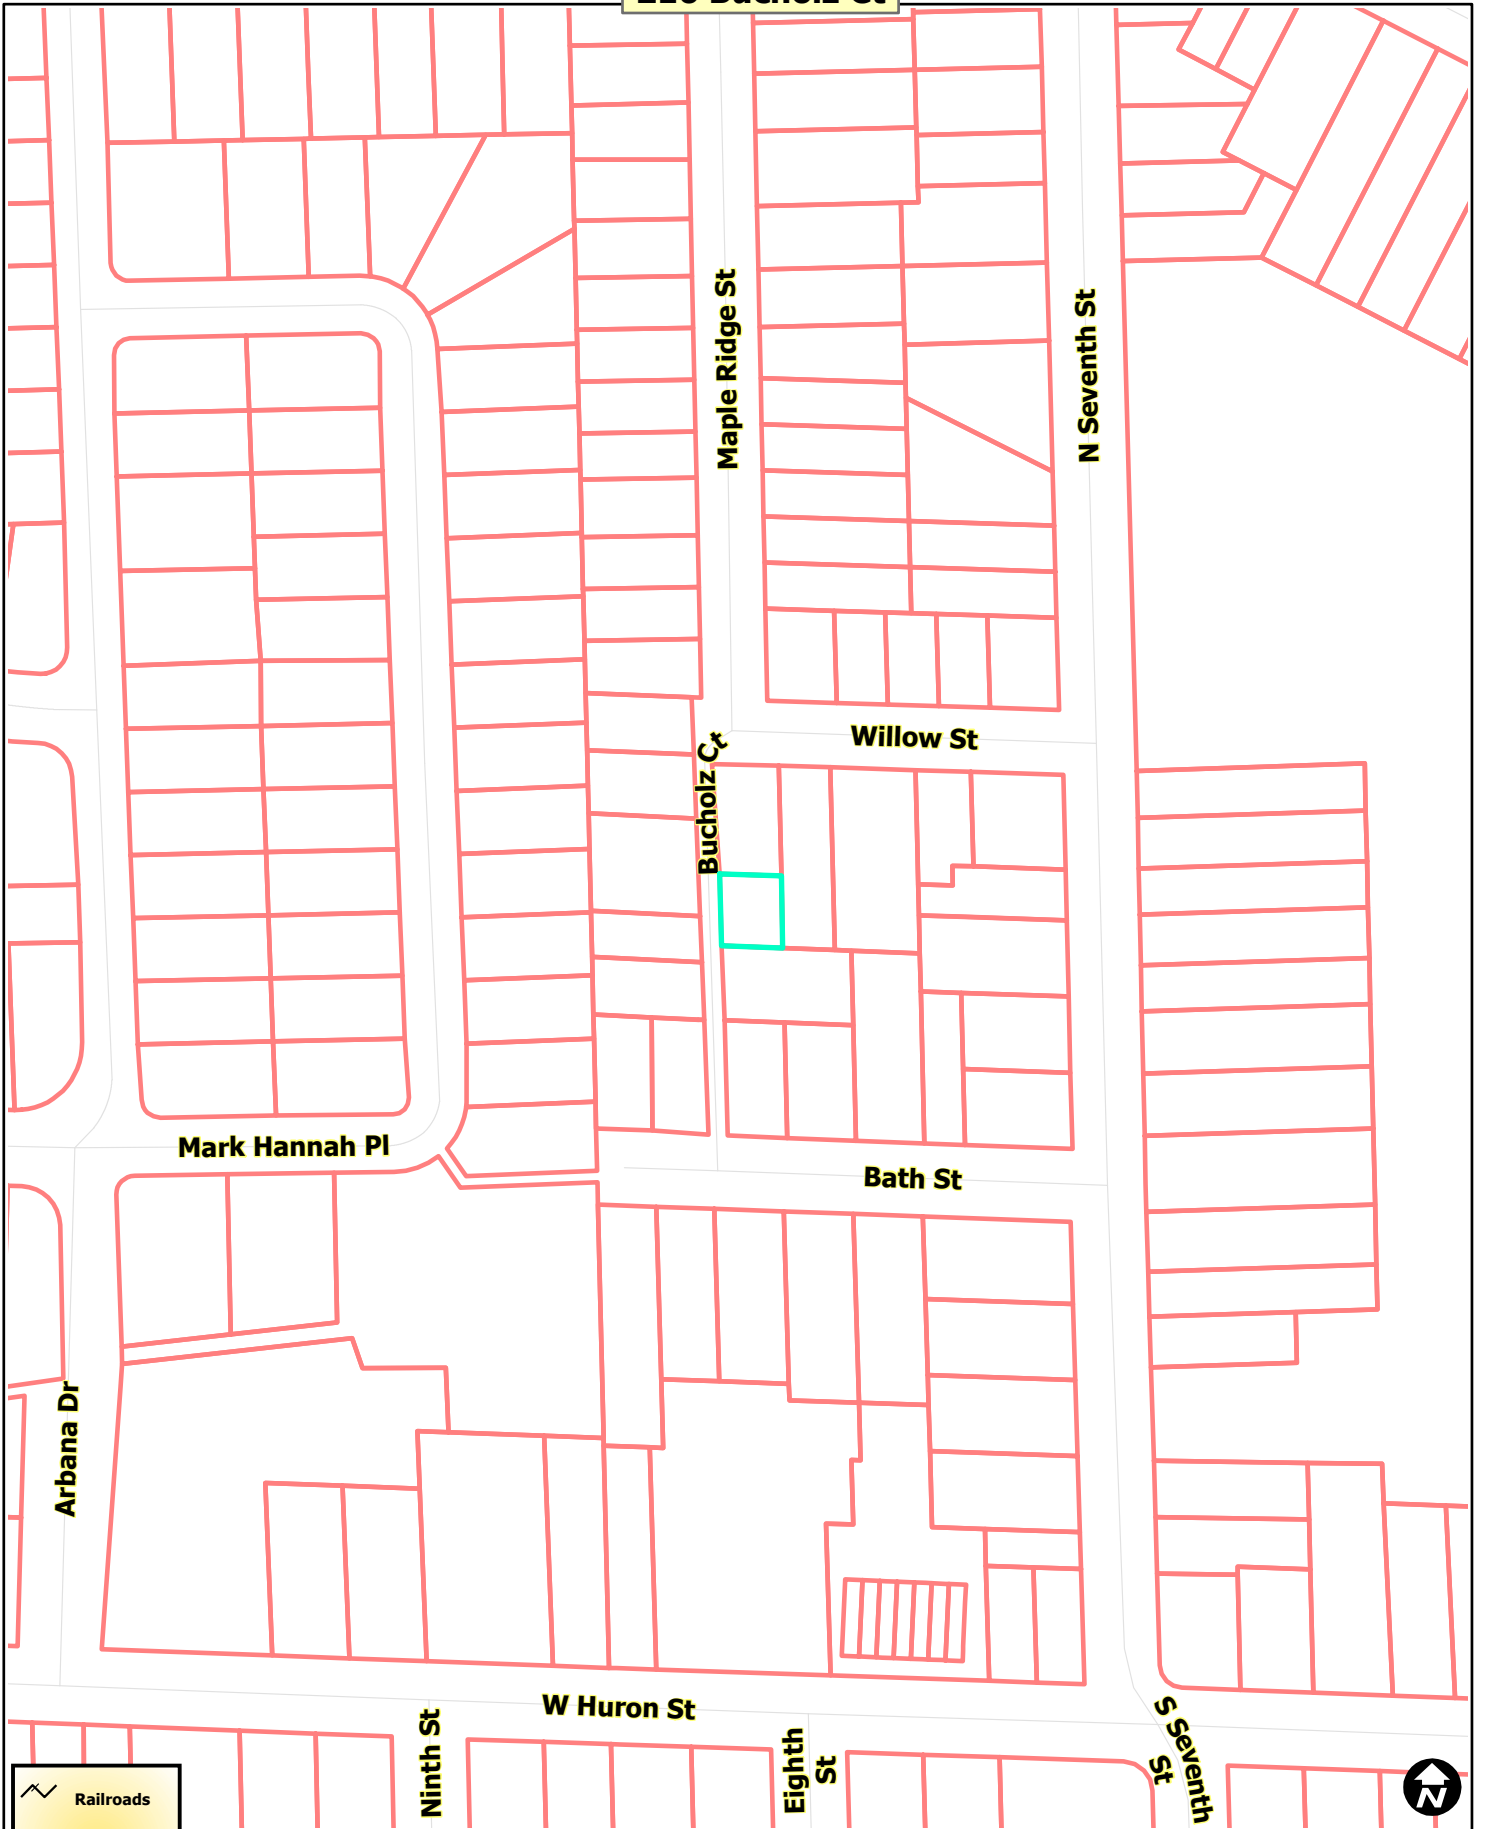 Maple Ridge St
N Seventh St
Willow St
Bucholz Ct
Mark Hannah Pl
Bath St
Arbana Dr
W Huron St
Ninth St
Eighth
St
S Seventh
St
Railroads
N